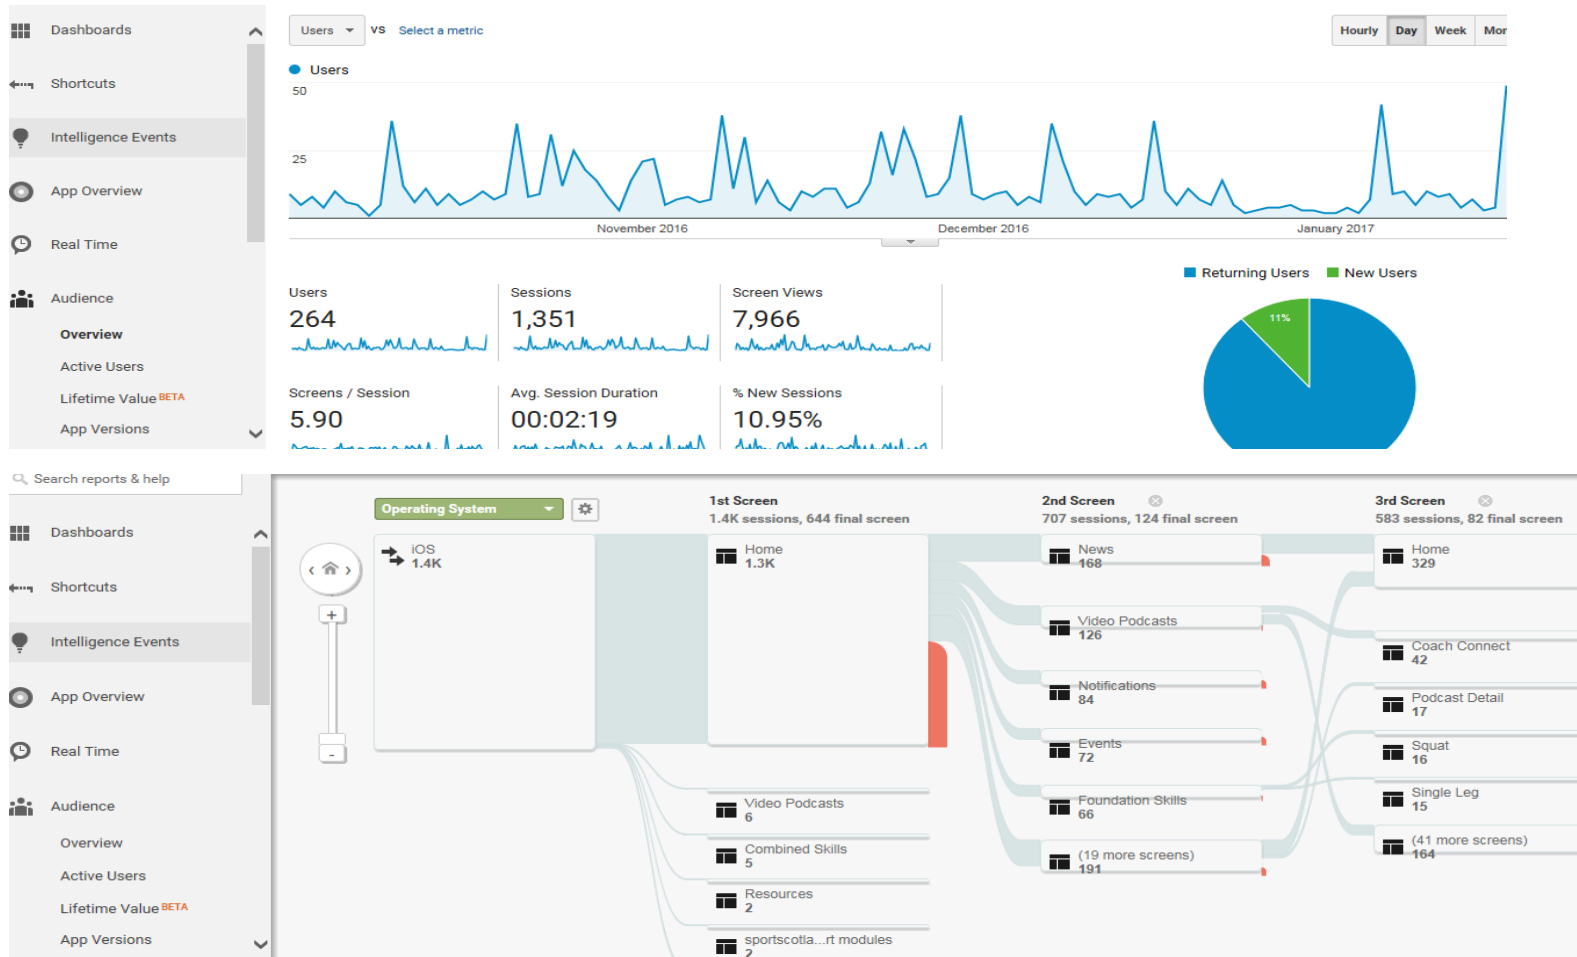 Dashboards
Shortcuts
Intelligence Events
App Overview
Real Time
Audience
Overview
Active Users
Lifetime Value BETA
App Versions
Users VS Select a metric
Hourly Day Week Mor
Users
50
25
November 2016 December 2016 January 2017
Returning Users New Users
11%
Users Sessions Screen Views
264 1,351 7,966
Screens / Session Avg. Session Duration % New Sessions
5.90 00:02:19 10.95%
Search reports & help
Dashboards
Shortcuts
Intelligence Events
App Overview
Real Time
Audience
Overview
Active Users
Lifetime Value BETA
App Versions
Operating System
iOS
1.4K
+
-
1st Screen
1.4K sessions, 644 final screen
Home
1.3K
Video Podcasts
6
Combined Skills
5
Resources
2
sportscotla...rt modules
2
2nd Screen
707 sessions, 124 final screen
News
168
Video Podcasts
126
Notifications
84
Events
72
Foundation Skills
66
(19 more screens)
191
3rd Screen
583 sessions, 82 final screen
Home
329
Coach Connect
42
Podcast Detail
17
Squat
16
Single Leg
15
(41 more screens)
164